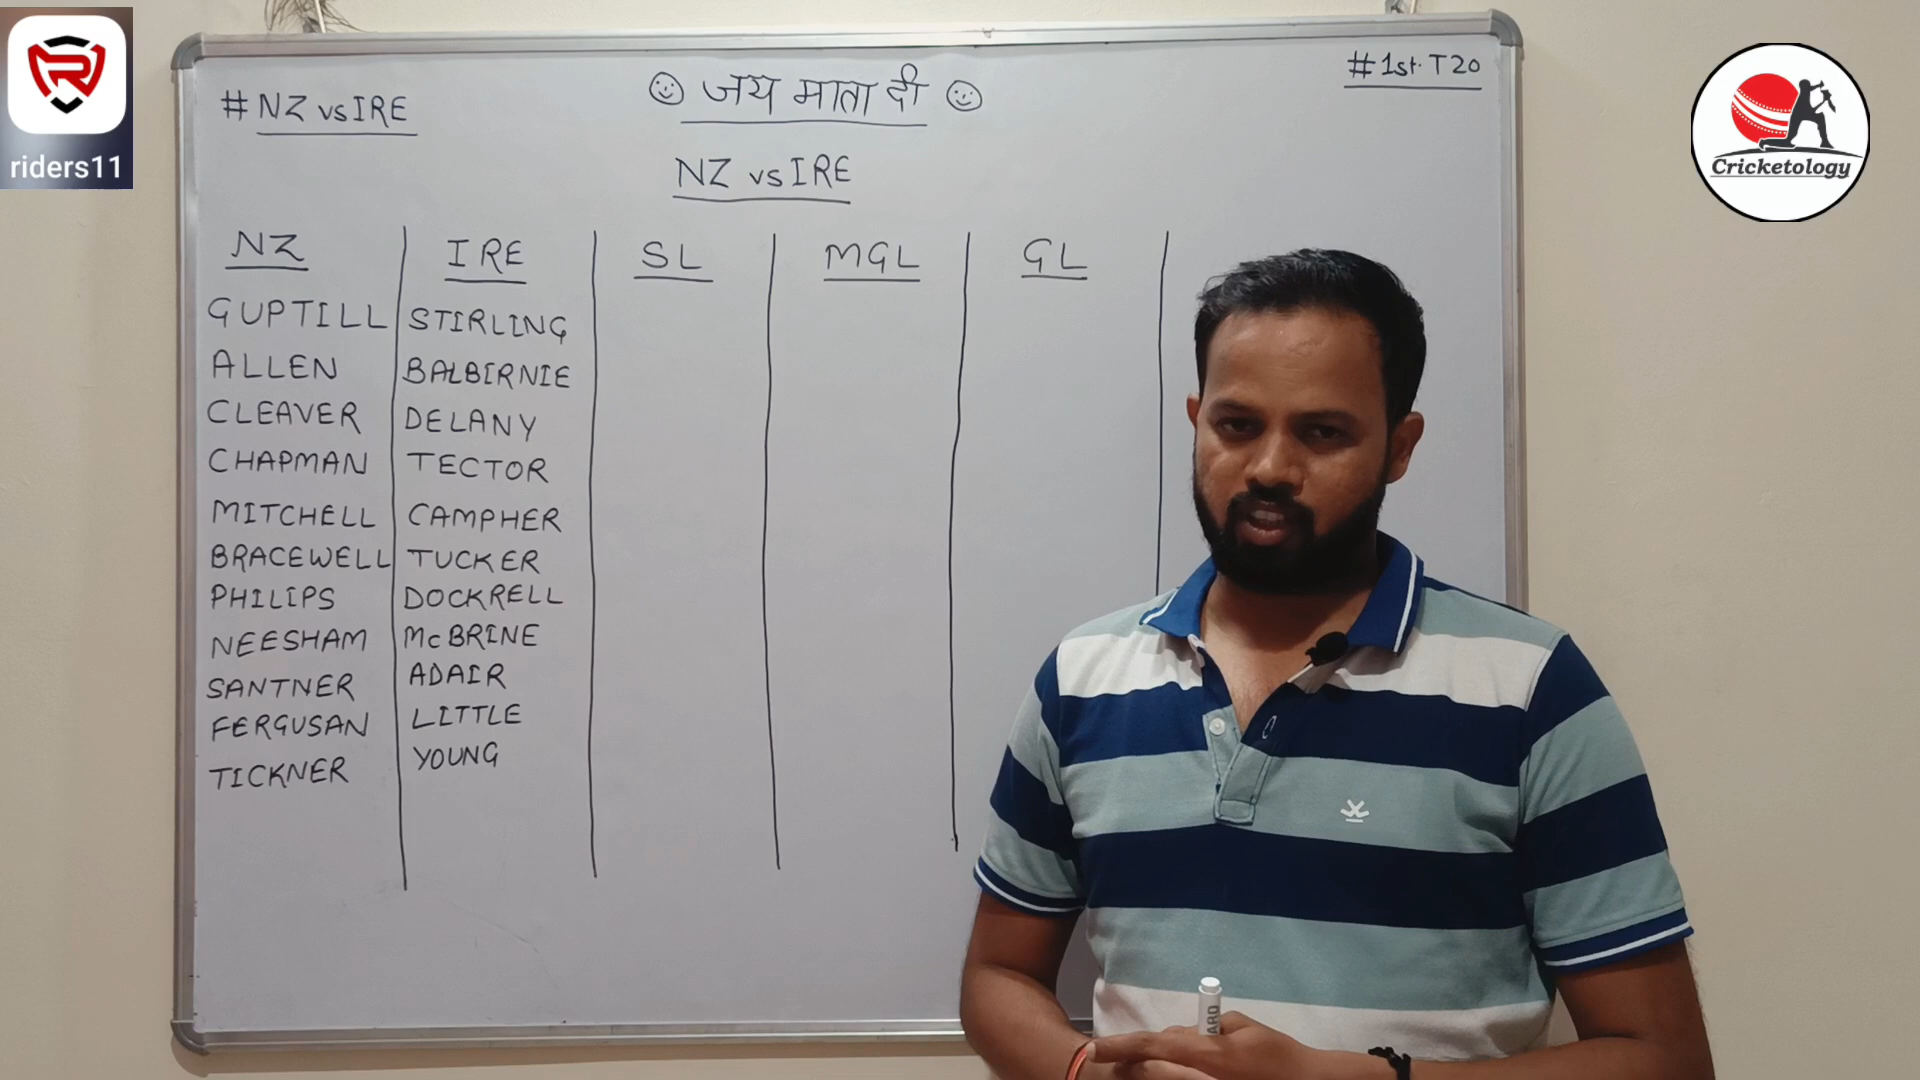 riders11
# NZ vs IRE
जय माता दी
#1st T20
Cricketology
NZ vs IRE
NZ
GUPTILL
ALLEN
CLEAVER
CHAPMAN
MITCHELL
BRACEWELL
PHILIPS
NEESHAM
SANTNER
FERGUSAN
TICKNER
IRE
STIRLING
BALBIRNIE
DELANY
TECTOR
CAMPHER
TUCKER
DOCKRELL
McBRINE
ADAIR
LITTLE
YOUNG
SL
MGL
GL
ARD